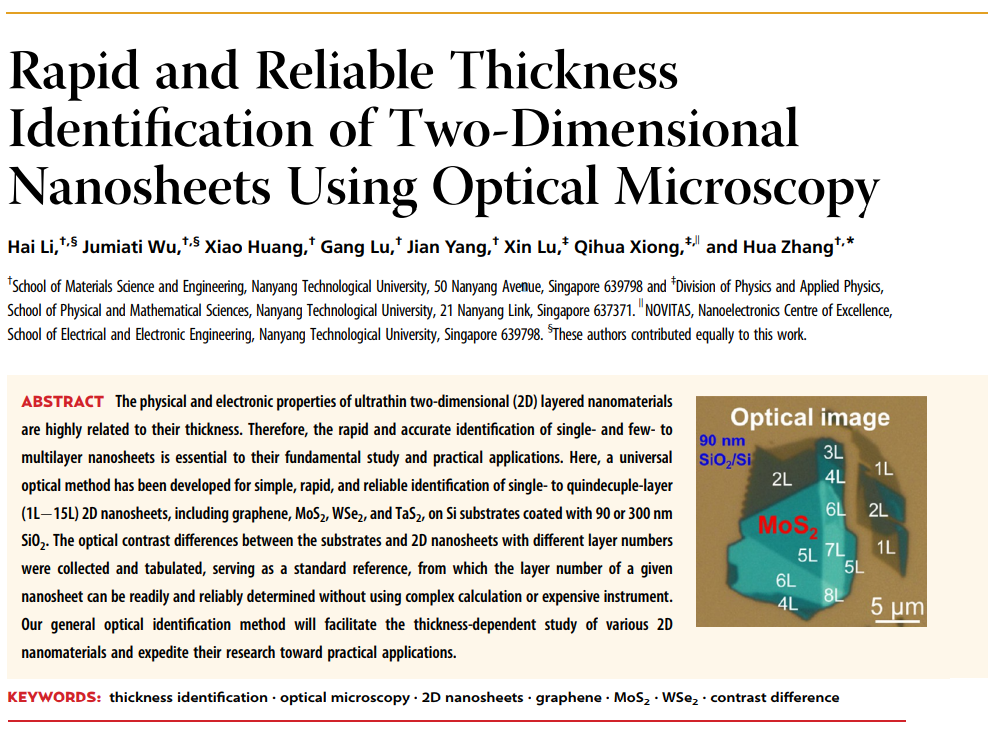 Rapid and Reliable Thickness
Identification of Two-Dimensional
Nanosheets Using Optical Microscopy
Hai Li,†,§ Jumiati Wu,†,§ Xiao Huang,† Gang Lu,† Jian Yang,† Xin Lu,‡ Qihua Xiong,‡,∥ and Hua Zhang†,*
†School of Materials Science and Engineering, Nanyang Technological University, 50 Nanyang Avenue, Singapore 639798 and ‡Division of Physics and Applied Physics,
School of Physical and Mathematical Sciences, Nanyang Technological University, 21 Nanyang Link, Singapore 637371. ∥NOVITAS, Nanoelectronics Centre of Excellence,
School of Electrical and Electronic Engineering, Nanyang Technological University, Singapore 639798. §These authors contributed equally to this work.
ABSTRACT The physical and electronic properties of ultrathin two-dimensional (2D) layered nanomaterials
are highly related to their thickness. Therefore, the rapid and accurate identification of single- and few- to
multilayer nanosheets is essential to their fundamental study and practical applications. Here, a universal
optical method has been developed for simple, rapid, and reliable identification of single- to quindecuple-layer
(1L−15L) 2D nanosheets, including graphene, MoS₂, WSe₂, and TaS₂, on Si substrates coated with 90 or 300 nm
SiO₂. The optical contrast differences between the substrates and 2D nanosheets with different layer numbers
were collected and tabulated, serving as a standard reference, from which the layer number of a given
nanosheet can be readily and reliably determined without using complex calculation or expensive instrument.
Our general optical identification method will facilitate the thickness-dependent study of various 2D
nanomaterials and expedite their research toward practical applications.
Optical image
90 nm
SiO₂/Si
3L
1L
2L
4L
6L
2L
MoS₂
5L
7L
1L
5L
6L
4L
8L
5 μm
KEYWORDS: thickness identification · optical microscopy · 2D nanosheets · graphene · MoS₂ · WSe₂ · contrast difference